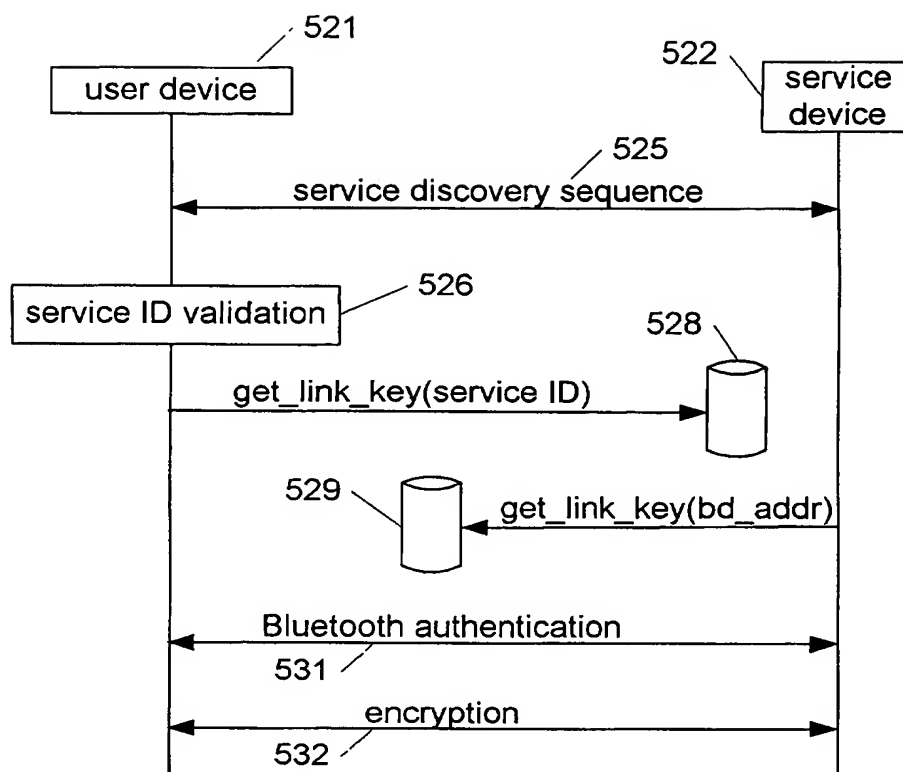 521
user device
522
service
device
525
service discovery sequence
526
service ID validation
528
get_link_key(service ID)
529
get_link_key(bd_addr)
Bluetooth authentication
531
encryption
532